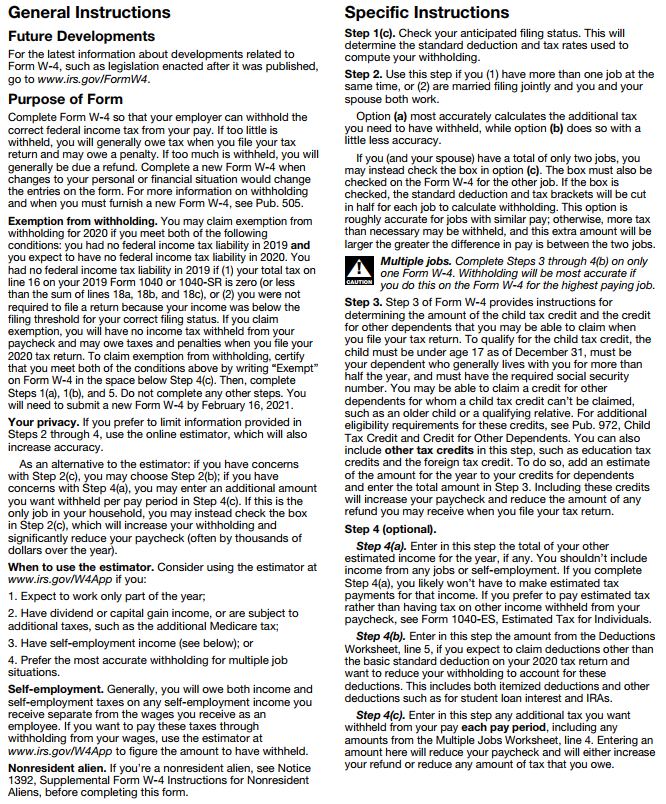 General Instructions
Future Developments
For the latest information about developments related to
Form W-4, such as legislation enacted after it was published,
go to www.irs.gov/FormW4.
Purpose of Form
Complete Form W-4 so that your employer can withhold the
correct federal income tax from your pay. If too little is
withheld, you will generally owe tax when you file your tax
return and may owe a penalty. If too much is withheld, you will
generally be due a refund. Complete a new Form W-4 when
changes to your personal or financial situation would change
the entries on the form. For more information on withholding
and when you must furnish a new Form W-4, see Pub. 505.
Exemption from withholding. You may claim exemption from
withholding for 2020 if you meet both of the following
conditions: you had no federal income tax liability in 2019 and
you expect to have no federal income tax liability in 2020. You
had no federal income tax liability in 2019 if (1) your total tax on
line 16 on your 2019 Form 1040 or 1040-SR is zero (or less
than the sum of lines 18a, 18b, and 18c), or (2) you were not
required to file a return because your income was below the
filing threshold for your correct filing status. If you claim
exemption, you will have no income tax withheld from your
paycheck and may owe taxes and penalties when you file your
2020 tax return. To claim exemption from withholding, certify
that you meet both of the conditions above by writing “Exempt”
on Form W-4 in the space below Step 4(c). Then, complete
Steps 1(a), 1(b), and 5. Do not complete any other steps. You
will need to submit a new Form W-4 by February 16, 2021.
Your privacy. If you prefer to limit information provided in
Steps 2 through 4, use the online estimator, which will also
increase accuracy.
As an alternative to the estimator: if you have concerns
with Step 2(c), you may choose Step 2(b); if you have
concerns with Step 4(a), you may enter an additional amount
you want withheld per pay period in Step 4(c). If this is the
only job in your household, you may instead check the box
in Step 2(c), which will increase your withholding and
significantly reduce your paycheck (often by thousands of
dollars over the year).
When to use the estimator. Consider using the estimator at
www.irs.gov/W4App if you:
1. Expect to work only part of the year;
2. Have dividend or capital gain income, or are subject to
additional taxes, such as the additional Medicare tax;
3. Have self-employment income (see below); or
4. Prefer the most accurate withholding for multiple job
situations.
Self-employment. Generally, you will owe both income and
self-employment taxes on any self-employment income you
receive separate from the wages you receive as an
employee. If you want to pay these taxes through
withholding from your wages, use the estimator at
www.irs.gov/W4App to figure the amount to have withheld.
Nonresident alien. If you're a nonresident alien, see Notice
1392, Supplemental Form W-4 Instructions for Nonresident
Aliens, before completing this form.
Specific Instructions
Step 1(c). Check your anticipated filing status. This will
determine the standard deduction and tax rates used to
compute your withholding.
Step 2. Use this step if you (1) have more than one job at the
same time, or (2) are married filing jointly and you and your
spouse both work.
Option (a) most accurately calculates the additional tax
you need to have withheld, while option (b) does so with a
little less accuracy.
If you (and your spouse) have a total of only two jobs, you
may instead check the box in option (c). The box must also be
checked on the Form W-4 for the other job. If the box is
checked, the standard deduction and tax brackets will be cut
in half for each job to calculate withholding. This option is
roughly accurate for jobs with similar pay; otherwise, more tax
than necessary may be withheld, and this extra amount will be
larger the greater the difference in pay is between the two jobs.
CAUTION
Multiple jobs. Complete Steps 3 through 4(b) on only
one Form W-4. Withholding will be most accurate if
you do this on the Form W-4 for the highest paying job.
Step 3. Step 3 of Form W-4 provides instructions for
determining the amount of the child tax credit and the credit
for other dependents that you may be able to claim when
you file your tax return. To qualify for the child tax credit, the
child must be under age 17 as of December 31, must be
your dependent who generally lives with you for more than
half the year, and must have the required social security
number. You may be able to claim a credit for other
dependents for whom a child tax credit can't be claimed,
such as an older child or a qualifying relative. For additional
eligibility requirements for these credits, see Pub. 972, Child
Tax Credit and Credit for Other Dependents. You can also
include other tax credits in this step, such as education tax
credits and the foreign tax credit. To do so, add an estimate
of the amount for the year to your credits for dependents
and enter the total amount in Step 3. Including these credits
will increase your paycheck and reduce the amount of any
refund you may receive when you file your tax return.
Step 4 (optional).
Step 4(a). Enter in this step the total of your other
estimated income for the year, if any. You shouldn't include
income from any jobs or self-employment. If you complete
Step 4(a), you likely won't have to make estimated tax
payments for that income. If you prefer to pay estimated tax
rather than having tax on other income withheld from your
paycheck, see Form 1040-ES, Estimated Tax for Individuals.
Step 4(b). Enter in this step the amount from the Deductions
Worksheet, line 5, if you expect to claim deductions other than
the basic standard deduction on your 2020 tax return and
want to reduce your withholding to account for these
deductions. This includes both itemized deductions and other
deductions such as for student loan interest and IRAs.
Step 4(c). Enter in this step any additional tax you want
withheld from your pay each pay period, including any
amounts from the Multiple Jobs Worksheet, line 4. Entering an
amount here will reduce your paycheck and will either increase
your refund or reduce any amount of tax that you owe.